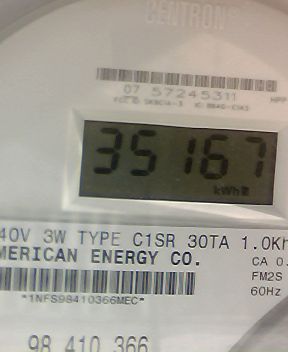 CENTRON®
07 57245311
35167
kWh
40V 3W TYPE C1SR 30TA 1.0Kh
MERICAN ENERGY CO.
CA 0.
FM2S
60Hz
*1NFS98410366MEC*
98 410 366